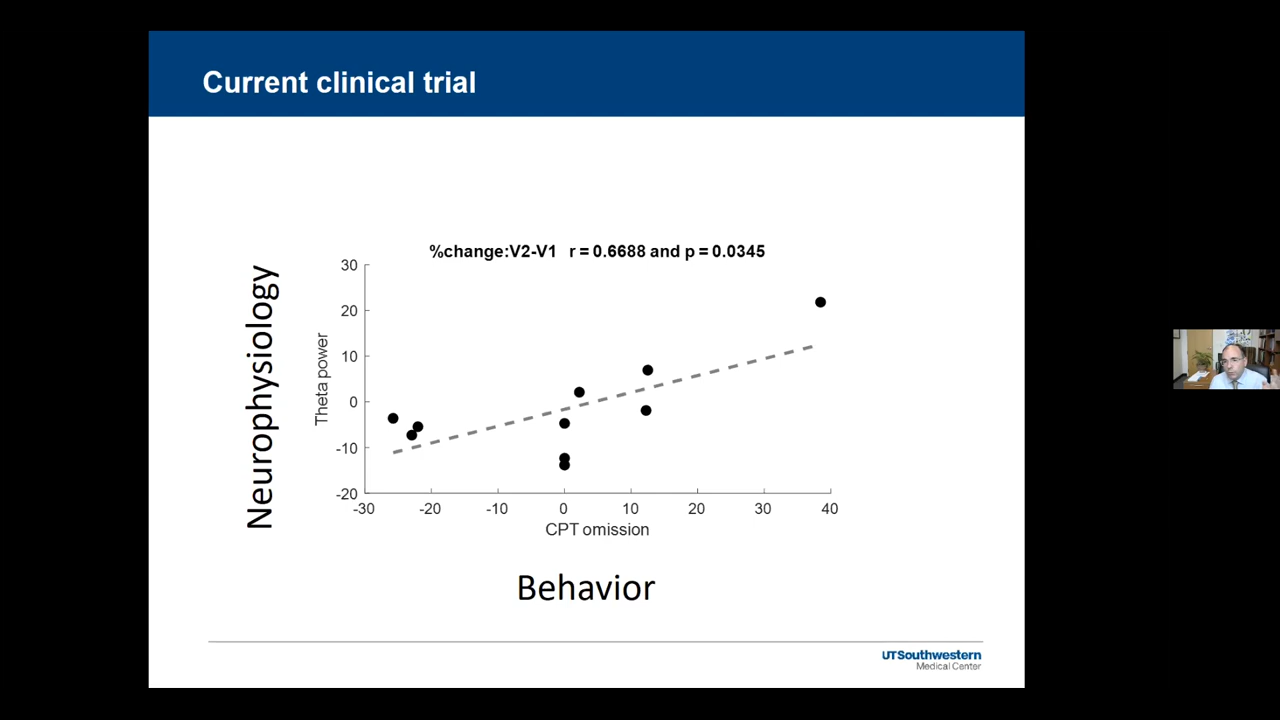 Current clinical trial
%change:V2-V1 r = 0.6688 and p = 0.0345
Neurophysiology
Theta power
30
20
10
0
-10
-20
-30
-20
-10
0
10
20
30
40
CPT omission
Behavior
UTSouthwestern
Medical Center